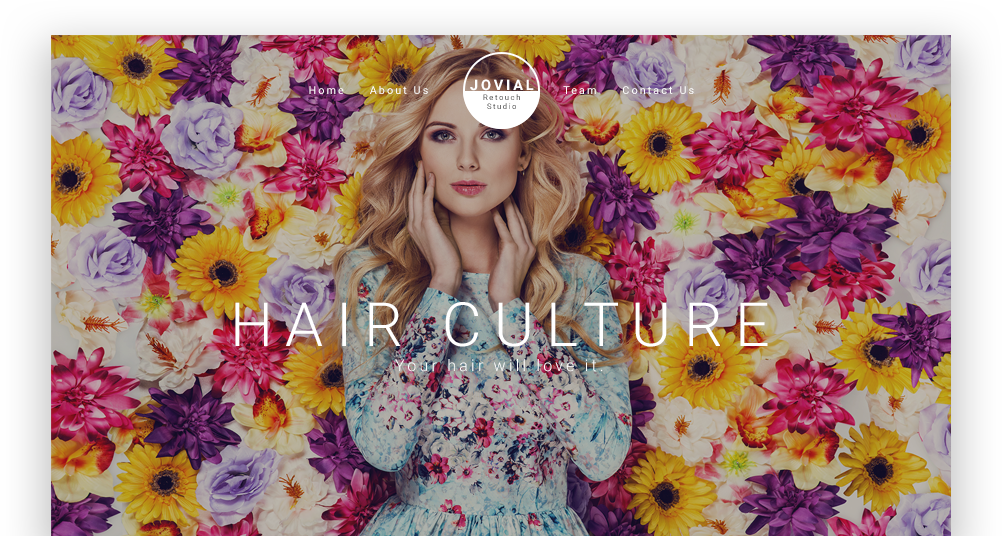 Home About Us
JOVIAL
Retouch
Studio
Team Contact Us
HAIR CULTURE
Your hair will love it.